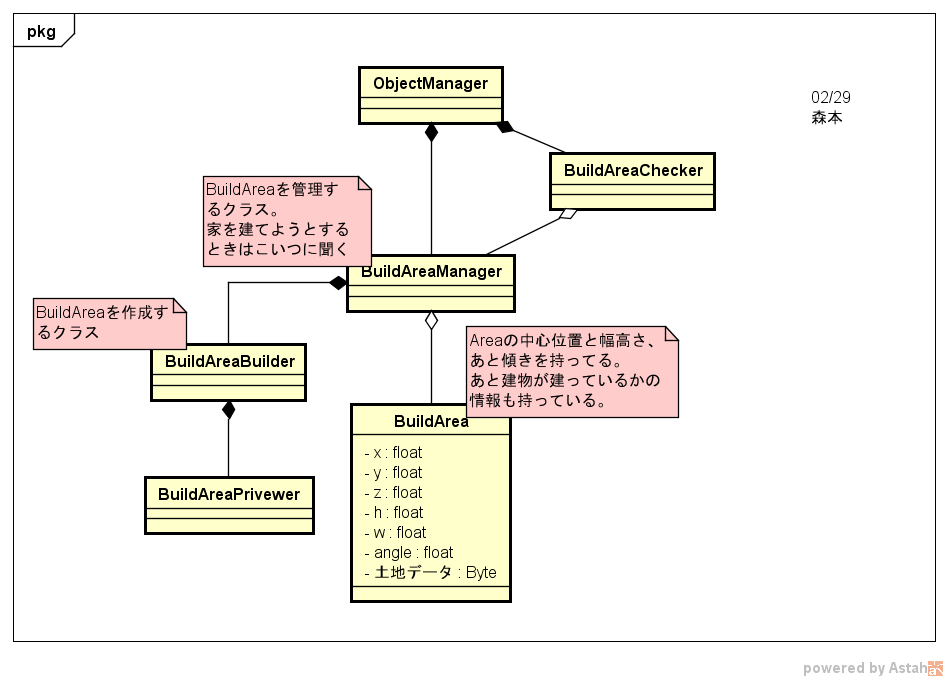 pkg
ObjectManager
02/29
森本
BuildAreaChecker
BuildAreaを管理す
るクラス。
家を建てようとする
ときはこいつに聞く
BuildAreaManager
BuildAreaを作成す
るクラス
BuildAreaBuilder
Areaの中心位置と幅高さ、
あと傾きを持ってる。
あと建物が建っているかの
情報も持っている。
BuildArea
- x : float
- y : float
- z : float
- h : float
- w : float
- angle : float
- 土地データ : Byte
BuildAreaPrivewer
powered by Astah